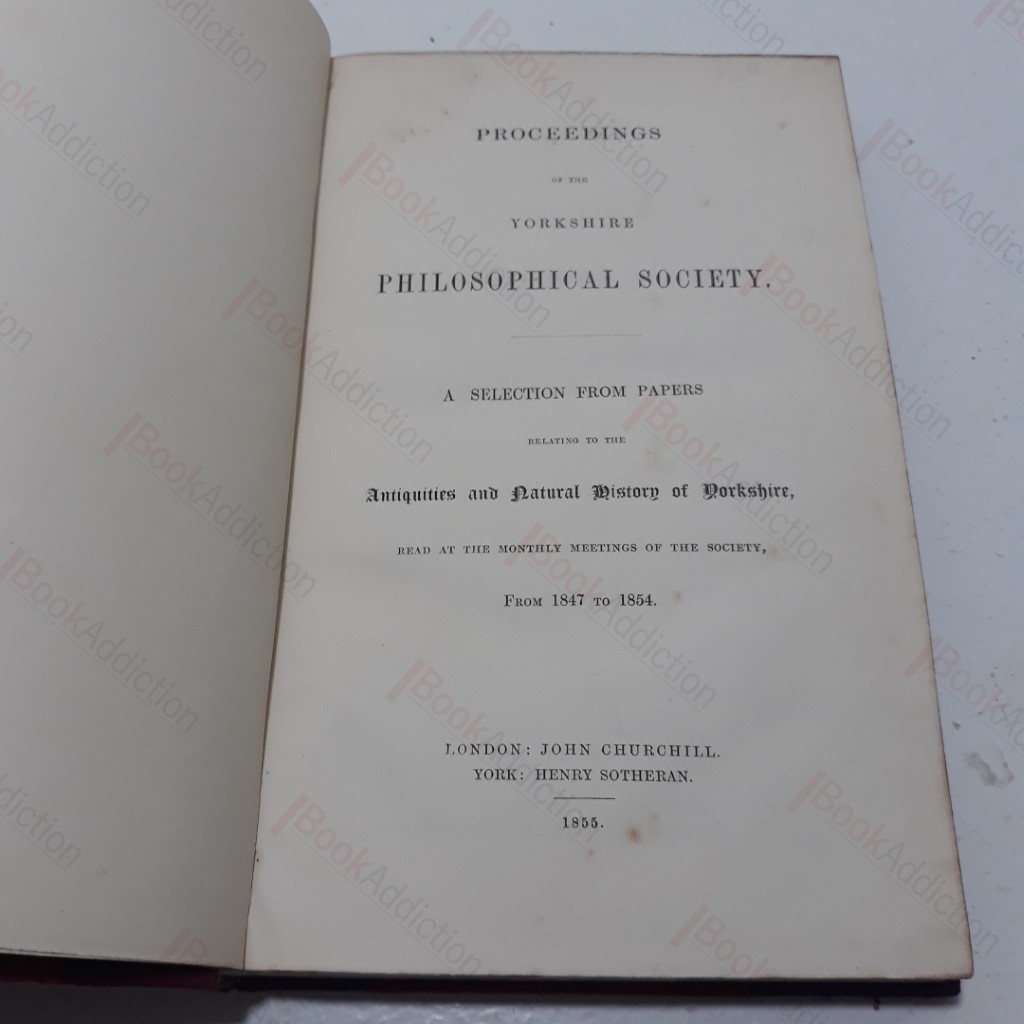 PROCEEDINGS
OF THE
YORKSHIRE
PHILOSOPHICAL SOCIETY.
A SELECTION FROM PAPERS
RELATING TO THE
Antiquities and Natural History of Yorkshire,
READ AT THE MONTHLY MEETINGS OF THE SOCIETY,
FROM 1847 TO 1854.
LONDON: JOHN CHURCHILL.
YORK: HENRY SOTHERAN.
1855.
BookAddiction